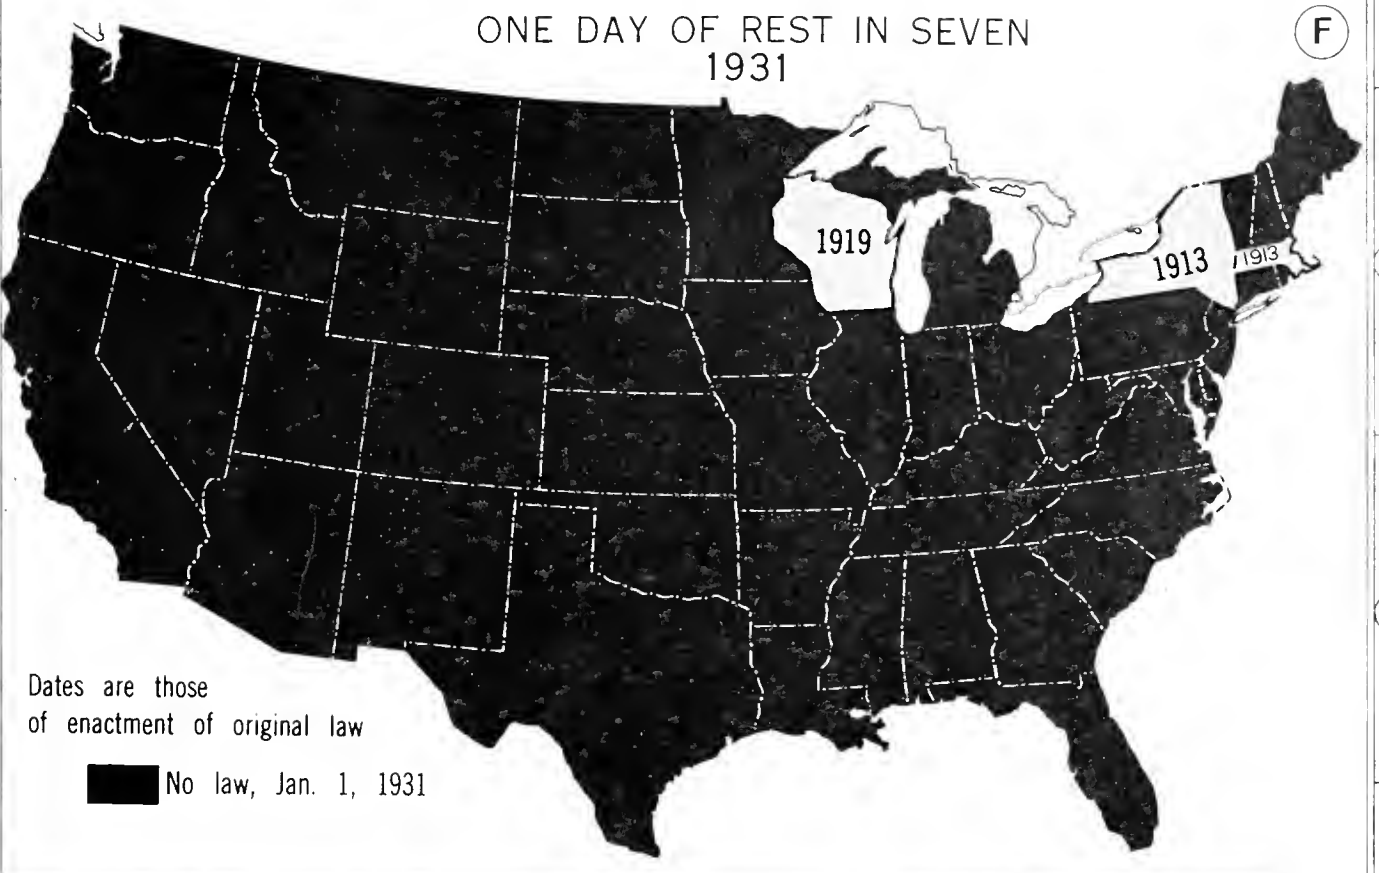 ONE DAY OF REST IN SEVEN
1931
F
1919
1913
1913
Dates are those
of enactment of original law
No law, Jan. 1, 1931